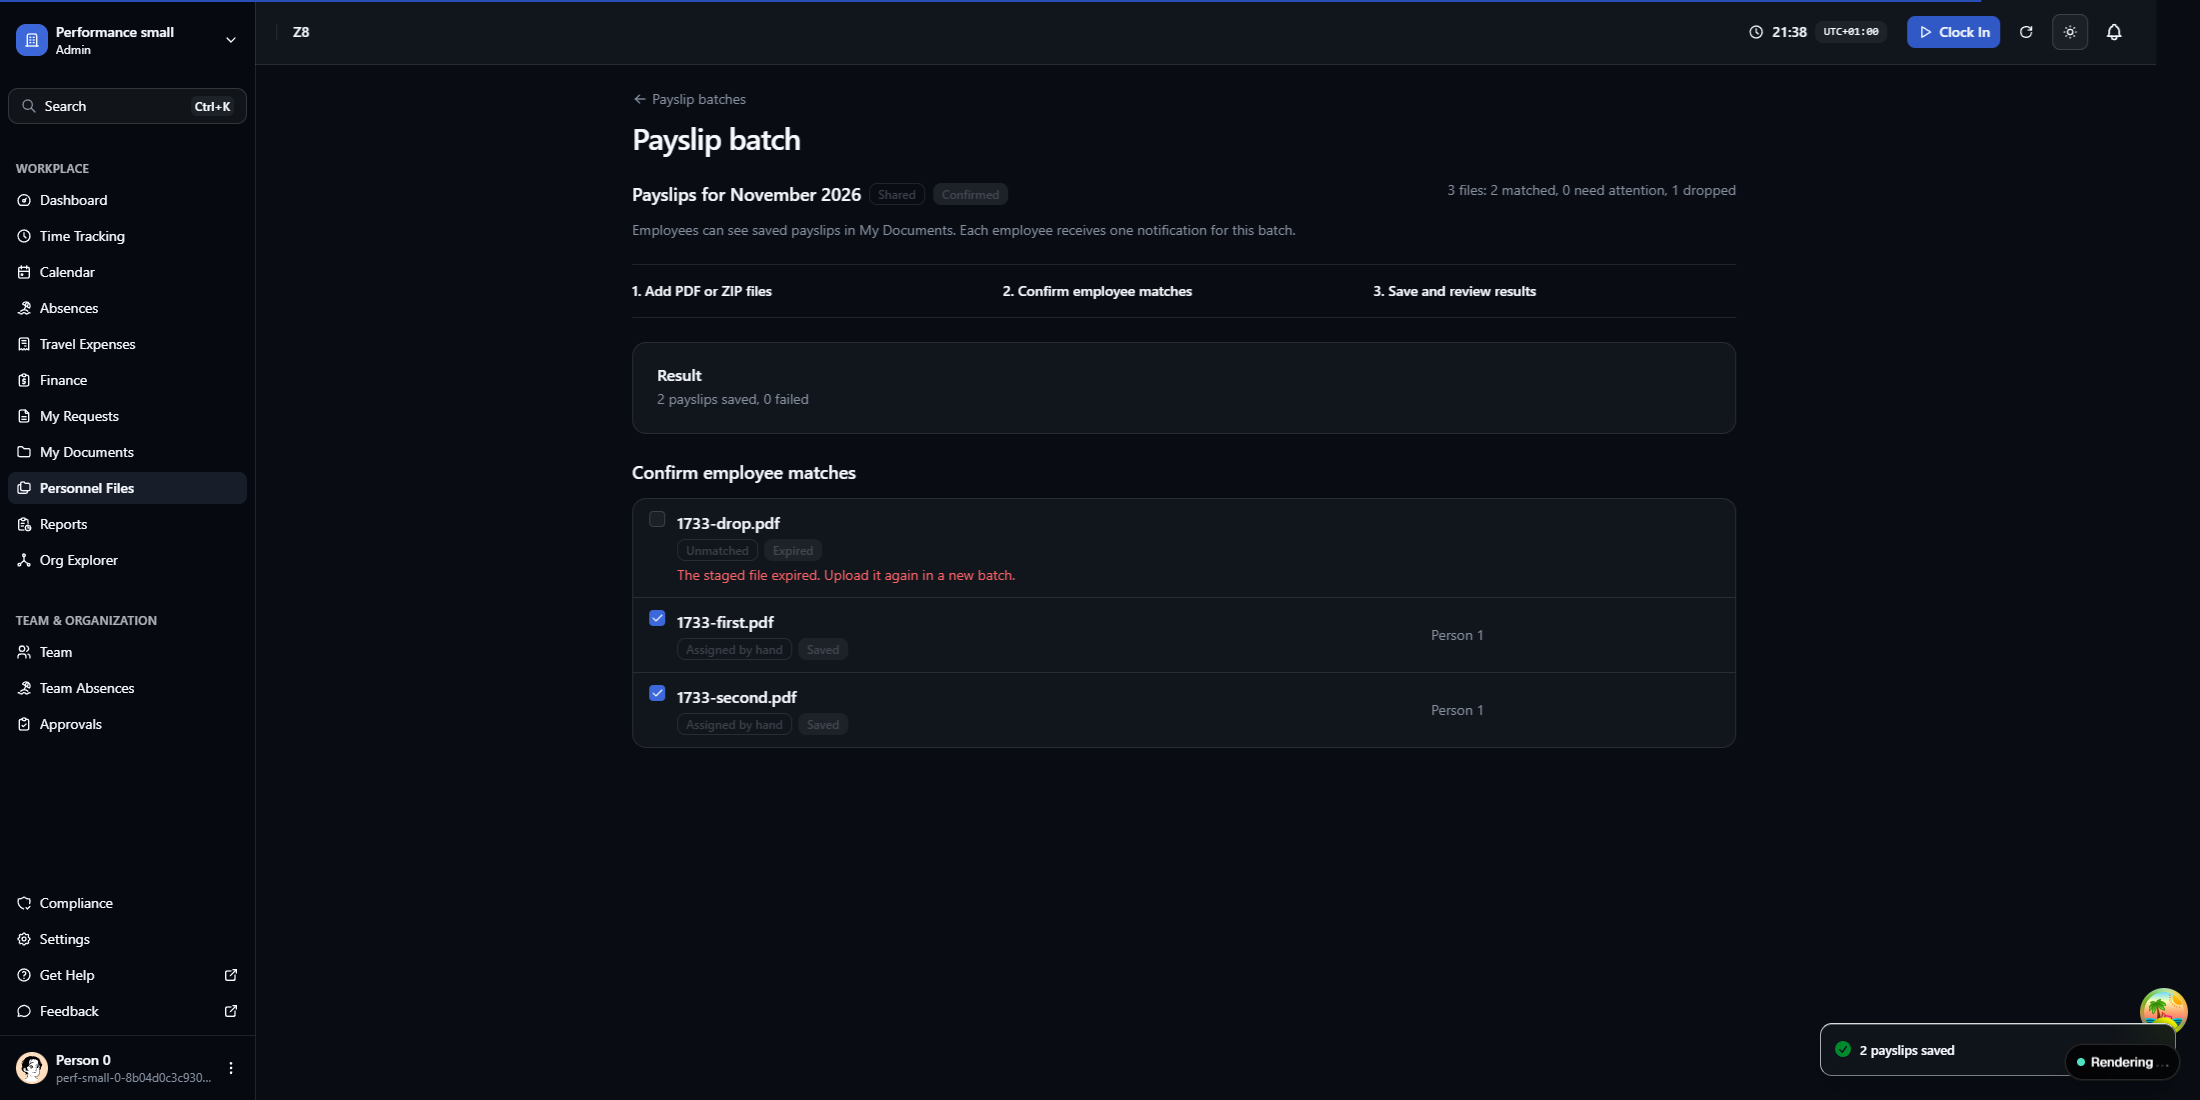 Performance small
Admin
Search Ctrl+K
WORKPLACE
Dashboard
Time Tracking
Calendar
Absences
Travel Expenses
Finance
My Requests
My Documents
Personnel Files
Reports
Org Explorer
TEAM & ORGANIZATION
Team
Team Absences
Approvals
Compliance
Settings
Get Help
Feedback
Person 0
perf-small-0-8b04d0c3c930...
Z8
21:38 UTC+01:00 Clock In
Payslip batches
Payslip batch
Payslips for November 2026 Shared Confirmed
3 files: 2 matched, 0 need attention, 1 dropped
Employees can see saved payslips in My Documents. Each employee receives one notification for this batch.
1. Add PDF or ZIP files
2. Confirm employee matches
3. Save and review results
Result
2 payslips saved, 0 failed
Confirm employee matches
1733-drop.pdf
Unmatched Expired
The staged file expired. Upload it again in a new batch.
1733-first.pdf
Assigned by hand Saved
Person 1
1733-second.pdf
Assigned by hand Saved
Person 1
2 payslips saved
Rendering...